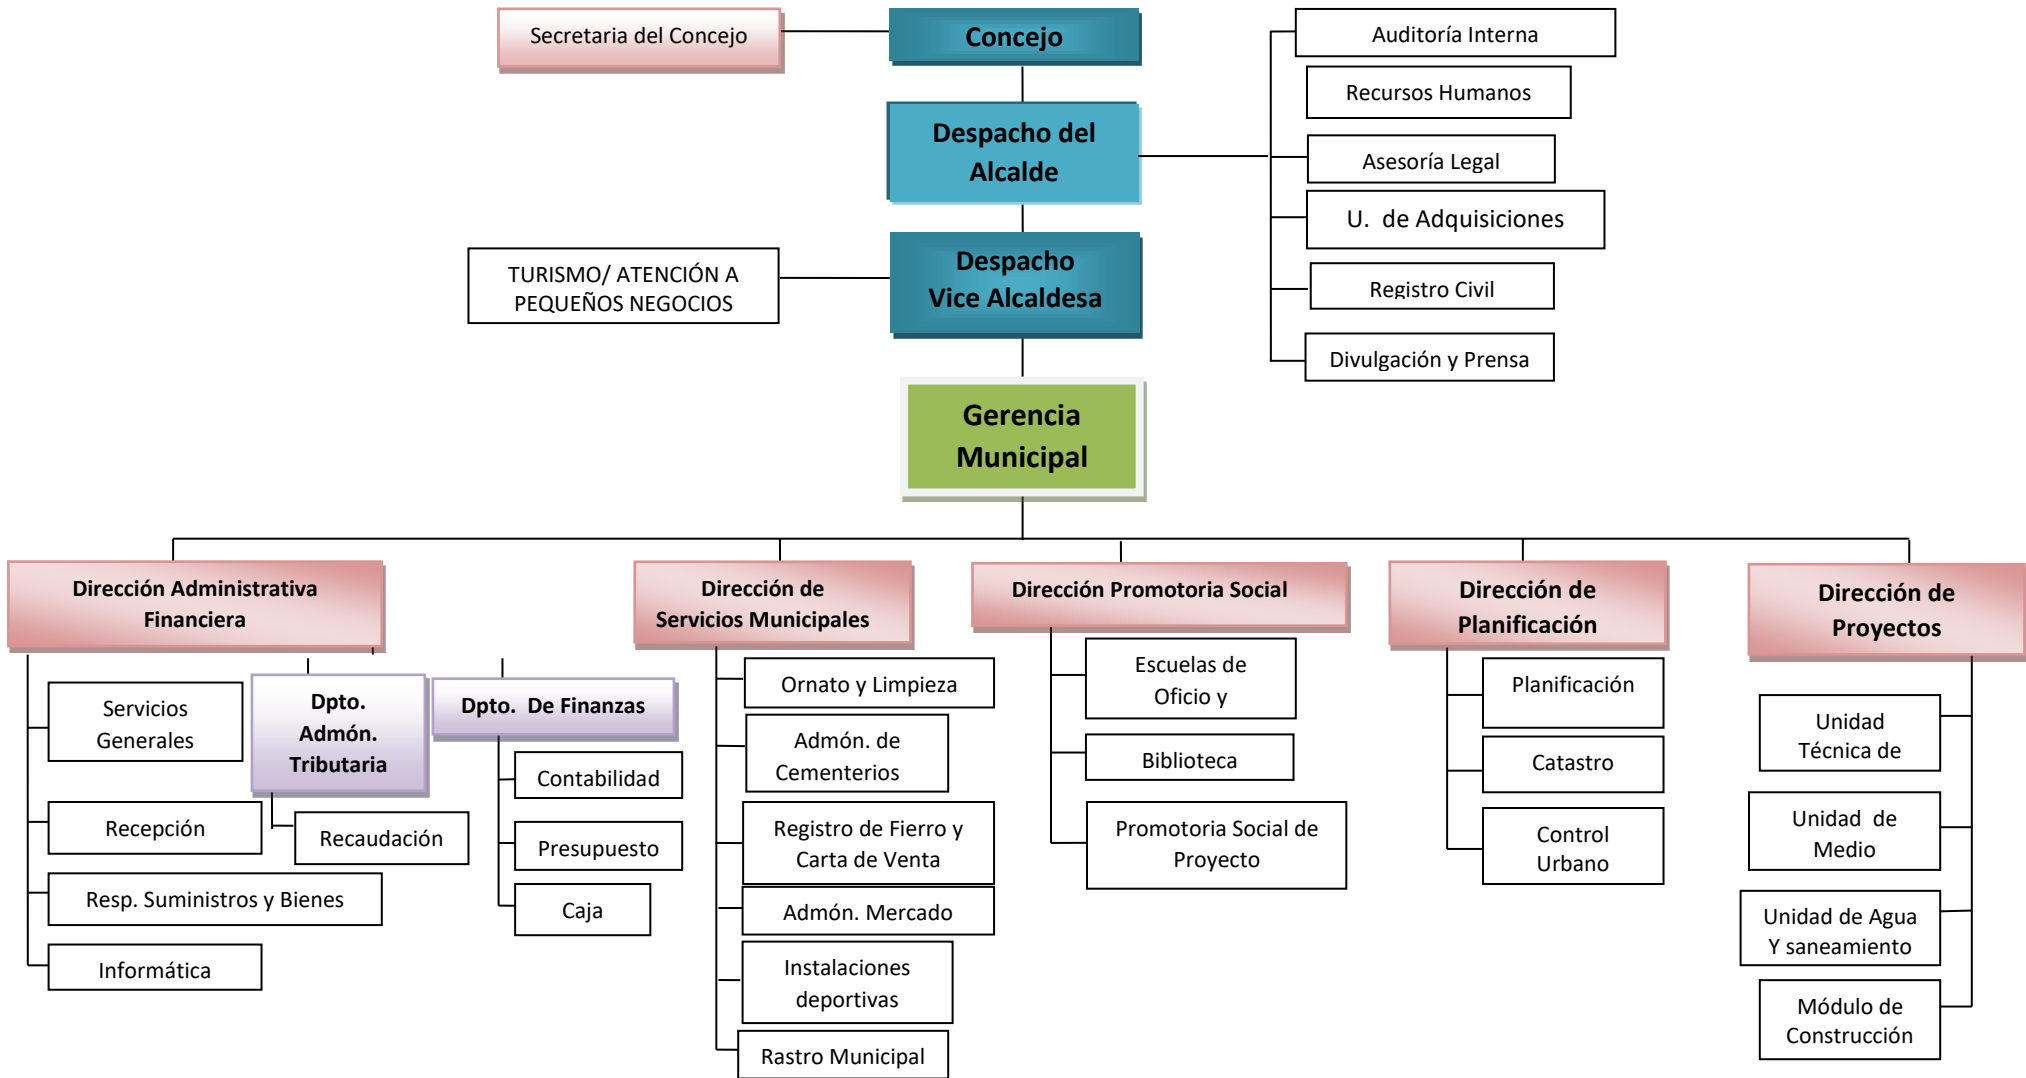 Secretaria del Concejo
Concejo
Auditoría Interna
Recursos Humanos
Despacho del
Alcalde
Asesoría Legal
U.  de Adquisiciones
Registro Civil
Divulgación y Prensa
TURISMO/ ATENCIÓN A
PEQUEÑOS NEGOCIOS
Despacho
Vice Alcaldesa
Gerencia
Municipal
Dirección Administrativa
Financiera
Servicios
Generales
Recepción
Resp. Suministros y Bienes
Informática
Dpto.
Admón.
Tributaria
Recaudación
Dpto.  De Finanzas
Contabilidad
Presupuesto
Caja
Dirección de
Servicios Municipales
Ornato y Limpieza
Admón. de
Cementerios
Registro de Fierro y
Carta de Venta
Admón. Mercado
Instalaciones
deportivas
Rastro Municipal
Dirección Promotoria Social
Escuelas de
Oficio y
Biblioteca
Promotoria Social de
Proyecto
Dirección de
Planificación
Planificación
Catastro
Control
Urbano
Dirección de
Proyectos
Unidad
Técnica de
Unidad  de
Medio
Unidad de Agua
Y saneamiento
Módulo de
Construcción